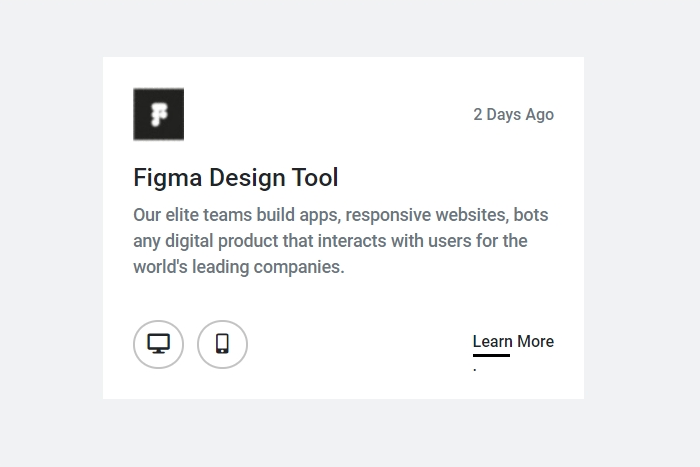 2 Days Ago
Figma Design Tool
Our elite teams build apps, responsive websites, bots
any digital product that interacts with users for the
world's leading companies.
Learn More
.